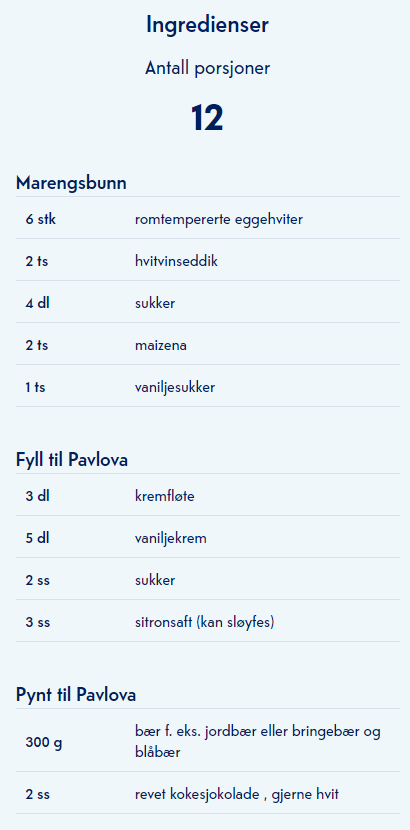 Ingredienser
Antall porsjoner
12
Marengsbunn
6 stk romtempererte eggehviter
2 ts hvitvinseddik
4 dl sukker
2 ts maizena
1 ts vaniljesukker
Fyll til Pavlova
3 dl kremfløte
5 dl vaniljekrem
2 ss sukker
3 ss sitronsaft (kan sløyfes)
Pynt til Pavlova
300 g bær f. eks. jordbær eller bringebær og
blåbær
2 ss revet kokesjokolade , gjerne hvit